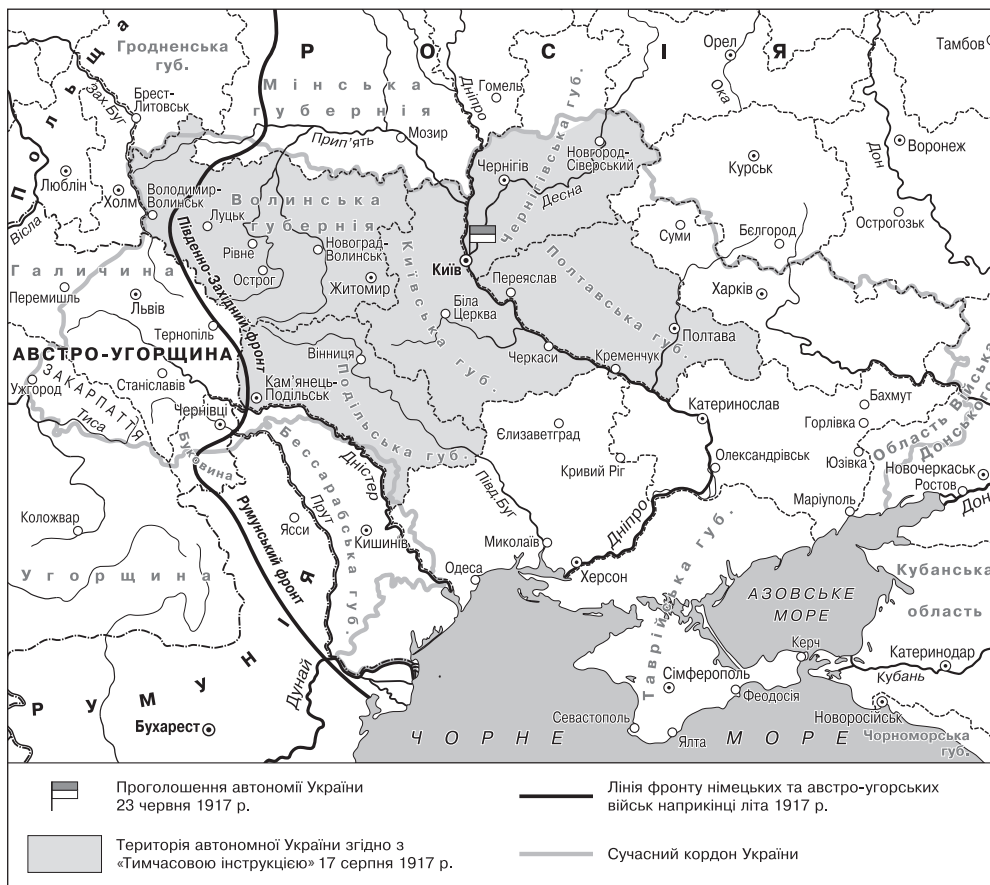 РОСІЯ
Польща
Гродненська
губ.
Мінська
губернія
Зах.Буг
Брест-
Литовськ
Прип'ять
Мозир
Дніпро
Гомель
Орел
Ока
Тамбов
Дон
Воронеж
Острогозьк
Курськ
Чернігівська губ.
Новгород-
Сіверський
Чернігів
Десна
Люблін
Холм
Вісла
Володимир-
Волинськ
Волинська
губернія
Луцьк
Рівне
Острог
Новоград-
Волинськ
Житомир
Південно-Західний фронт
Київська губ.
Київ
Переяслав
Біла
Церква
Полтавська губ.
Суми
Бєлгород
Харків
Полтава
Кременчук
Черкаси
Галичина
Перемишль
Львів
Тернопіль
АВСТРО-УГОРЩИНА
Станіславів
Ужгород
ЗАКАРПАТТЯ
Тиса
Чернівці
Буковина
Вінниця
Кам'янець-
Подільськ
Подільська губ.
Єлизаветград
Кривий Ріг
Катеринослав
Олександрівськ
Бахмут
Горлівка
Юзівка
Область Війська
Донського
Новочеркаськ
Ростов
Дон
Маріуполь
Коложвар
Угорщина
Румунський фронт
Ясси
Прут
Бессарабська
губ.
Дністер
Кишинів
Півд.Буг
Миколаїв
Одеса
Херсон
Дніпро
Таврійська губ.
АЗОВСЬКЕ
МОРЕ
Кубанська
область
Керч
Катеринодар
Кубань
Сімферополь
Феодосія
Севастополь
Ялта
Новоросійськ
Чорноморська
губ.
ЧОРНЕ МОРЕ
РУМУНІЯ
Бухарест
Дунай
Проголошення автономії України
23 червня 1917 р.
Територія автономної України згідно з
«Тимчасовою інструкцією» 17 серпня 1917 р.
Лінія фронту німецьких та австро-угорських
військ наприкінці літа 1917 р.
Сучасний кордон України